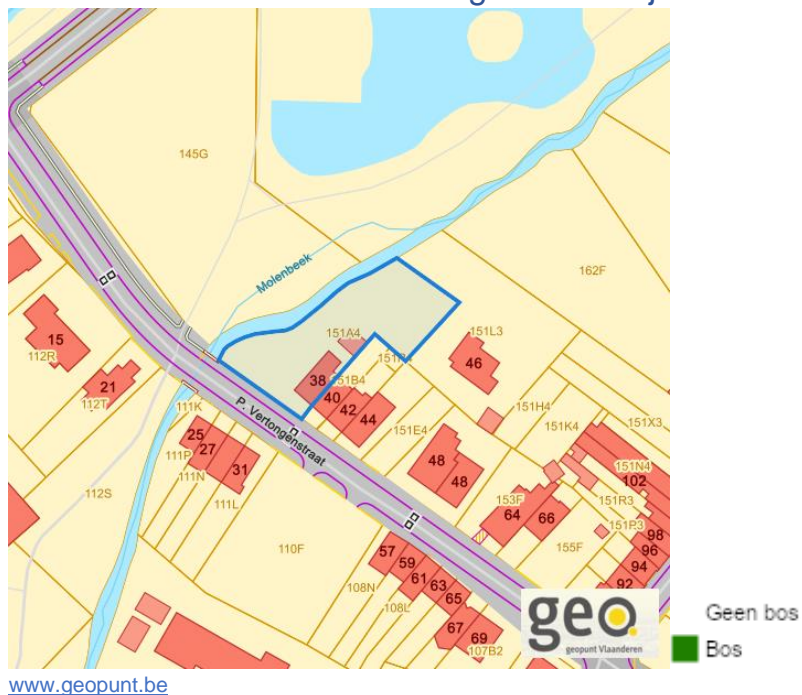 145G
Molenbeek
162F
15
112R
21
112T
151A4
151L3
46
38
151B4
40
42
44
P. Vertongenstraat
111K
25
27
31
111P
111N
111L
112S
151E4
151H4
151K4
151X3
48
48
151N4
102
151R3
151P3
153F
64
66
155F
98
96
94
92
110F
57
59
61
63
65
67
69
108N
108L
107B2
geo
geopunt Vlaanderen
Geen bos
Bos
www.geopunt.be